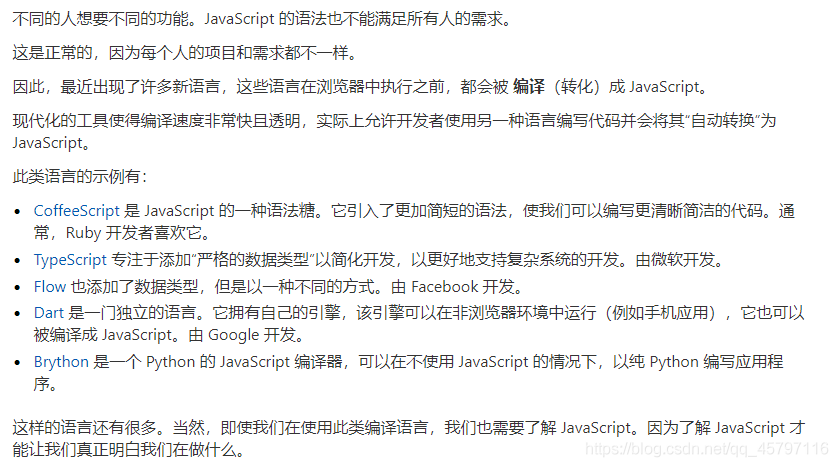 不同的人想要不同的功能。JavaScript 的语法也不能满足所有人的需求。
这是正常的，因为每个人的项目和需求都不一样。
因此，最近出现了许多新语言，这些语言在浏览器中执行之前，都会被 编译（转化）成 JavaScript。
现代化的工具使得编译速度非常快且透明，实际上允许开发者使用另一种语言编写代码并会将其“自动转换”为
JavaScript。
此类语言的示例有：
• CoffeeScript 是 JavaScript 的一种语法糖。它引入了更加简短的语法，使我们可以编写更清晰简洁的代码。通
常，Ruby 开发者喜欢它。
• TypeScript 专注于添加“严格的数据类型”以简化开发，以更好地支持复杂系统的开发。由微软开发。
• Flow 也添加了数据类型，但是以一种不同的方式。由 Facebook 开发。
• Dart 是一门独立的语言。它拥有自己的引擎，该引擎可以在非浏览器环境中运行（例如手机应用），它也可以
被编译成 JavaScript。由 Google 开发。
• Brython 是一个 Python 的 JavaScript 编译器，可以在不使用 JavaScript 的情况下，以纯 Python 编写应用程
序。
这样的语言还有很多。当然，即使我们在使用此类编译语言，我们也需要了解 JavaScript。因为了解 JavaScript 才
能让我们真正明白我们在做什么。
https://blog.csdn.net/qq_45797116